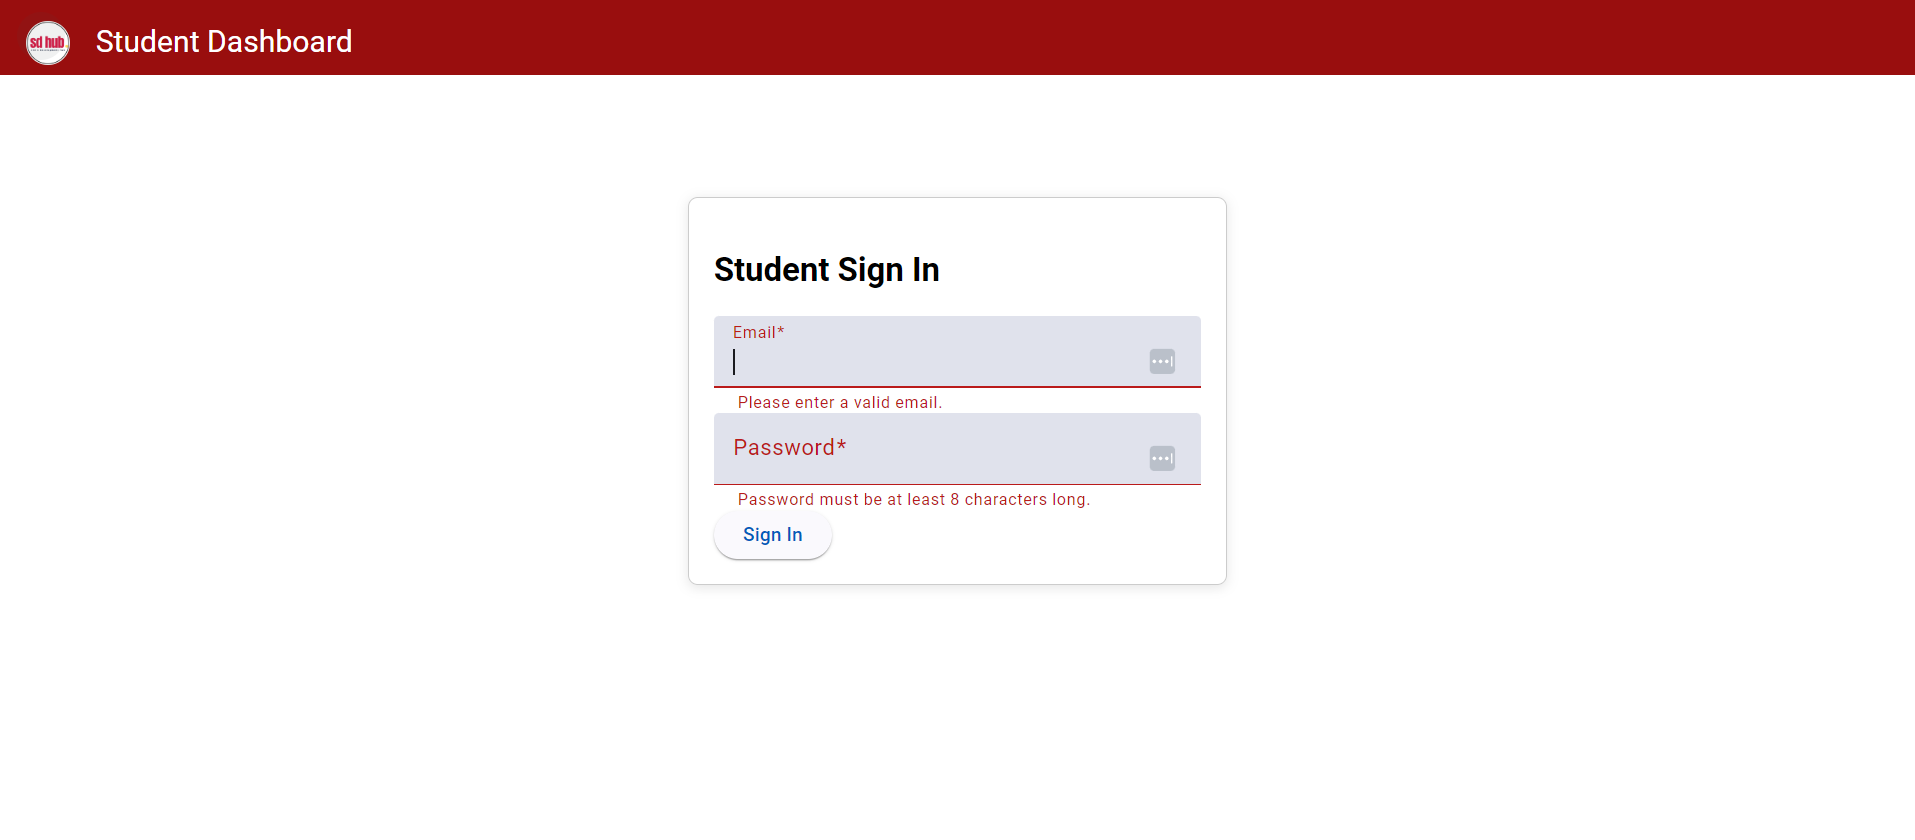 sd hub
Student Dashboard
Student Sign In
Email*
Please enter a valid email.
Password*
Password must be at least 8 characters long.
Sign In